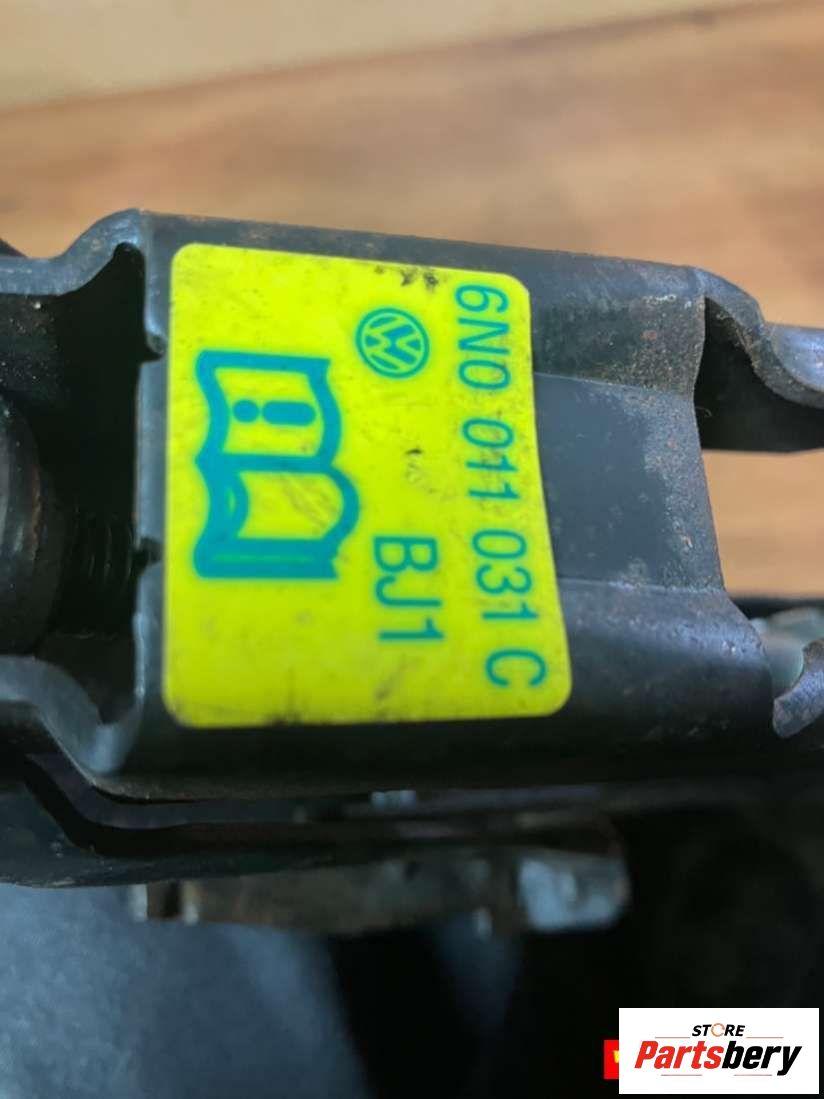 6N0 011 031 C
BJ1
STORE
Partsbery